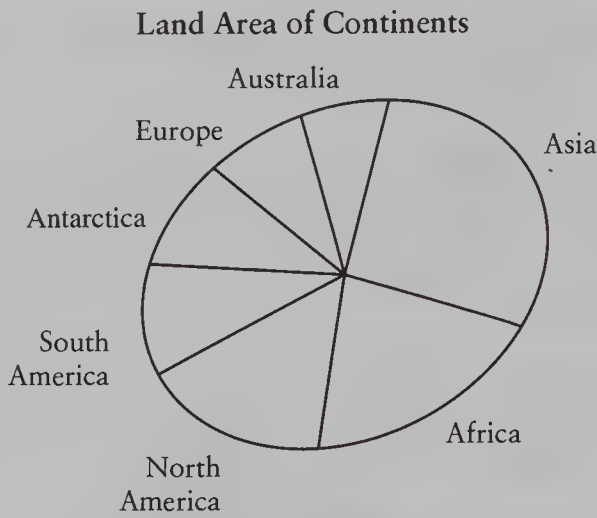 Land Area of Continents
Australia
Europe
Asia
Antarctica
South
America
Africa
North
America